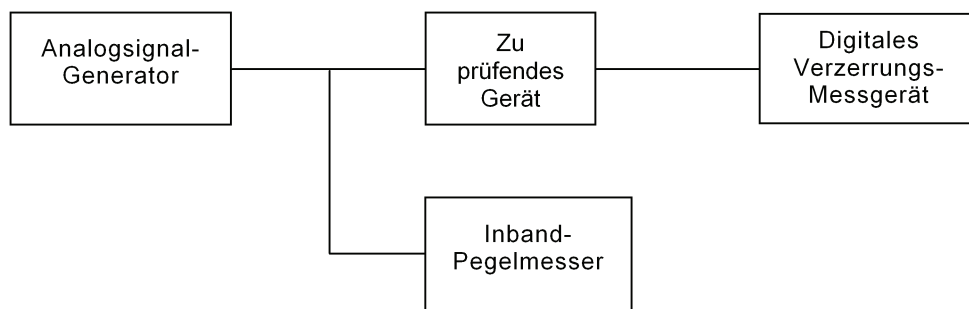 Analogsignal-
Generator
Zu
prüfendes
Gerät
Digitales
Verzerrungs-
Messgerät
Inband-
Pegelmesser